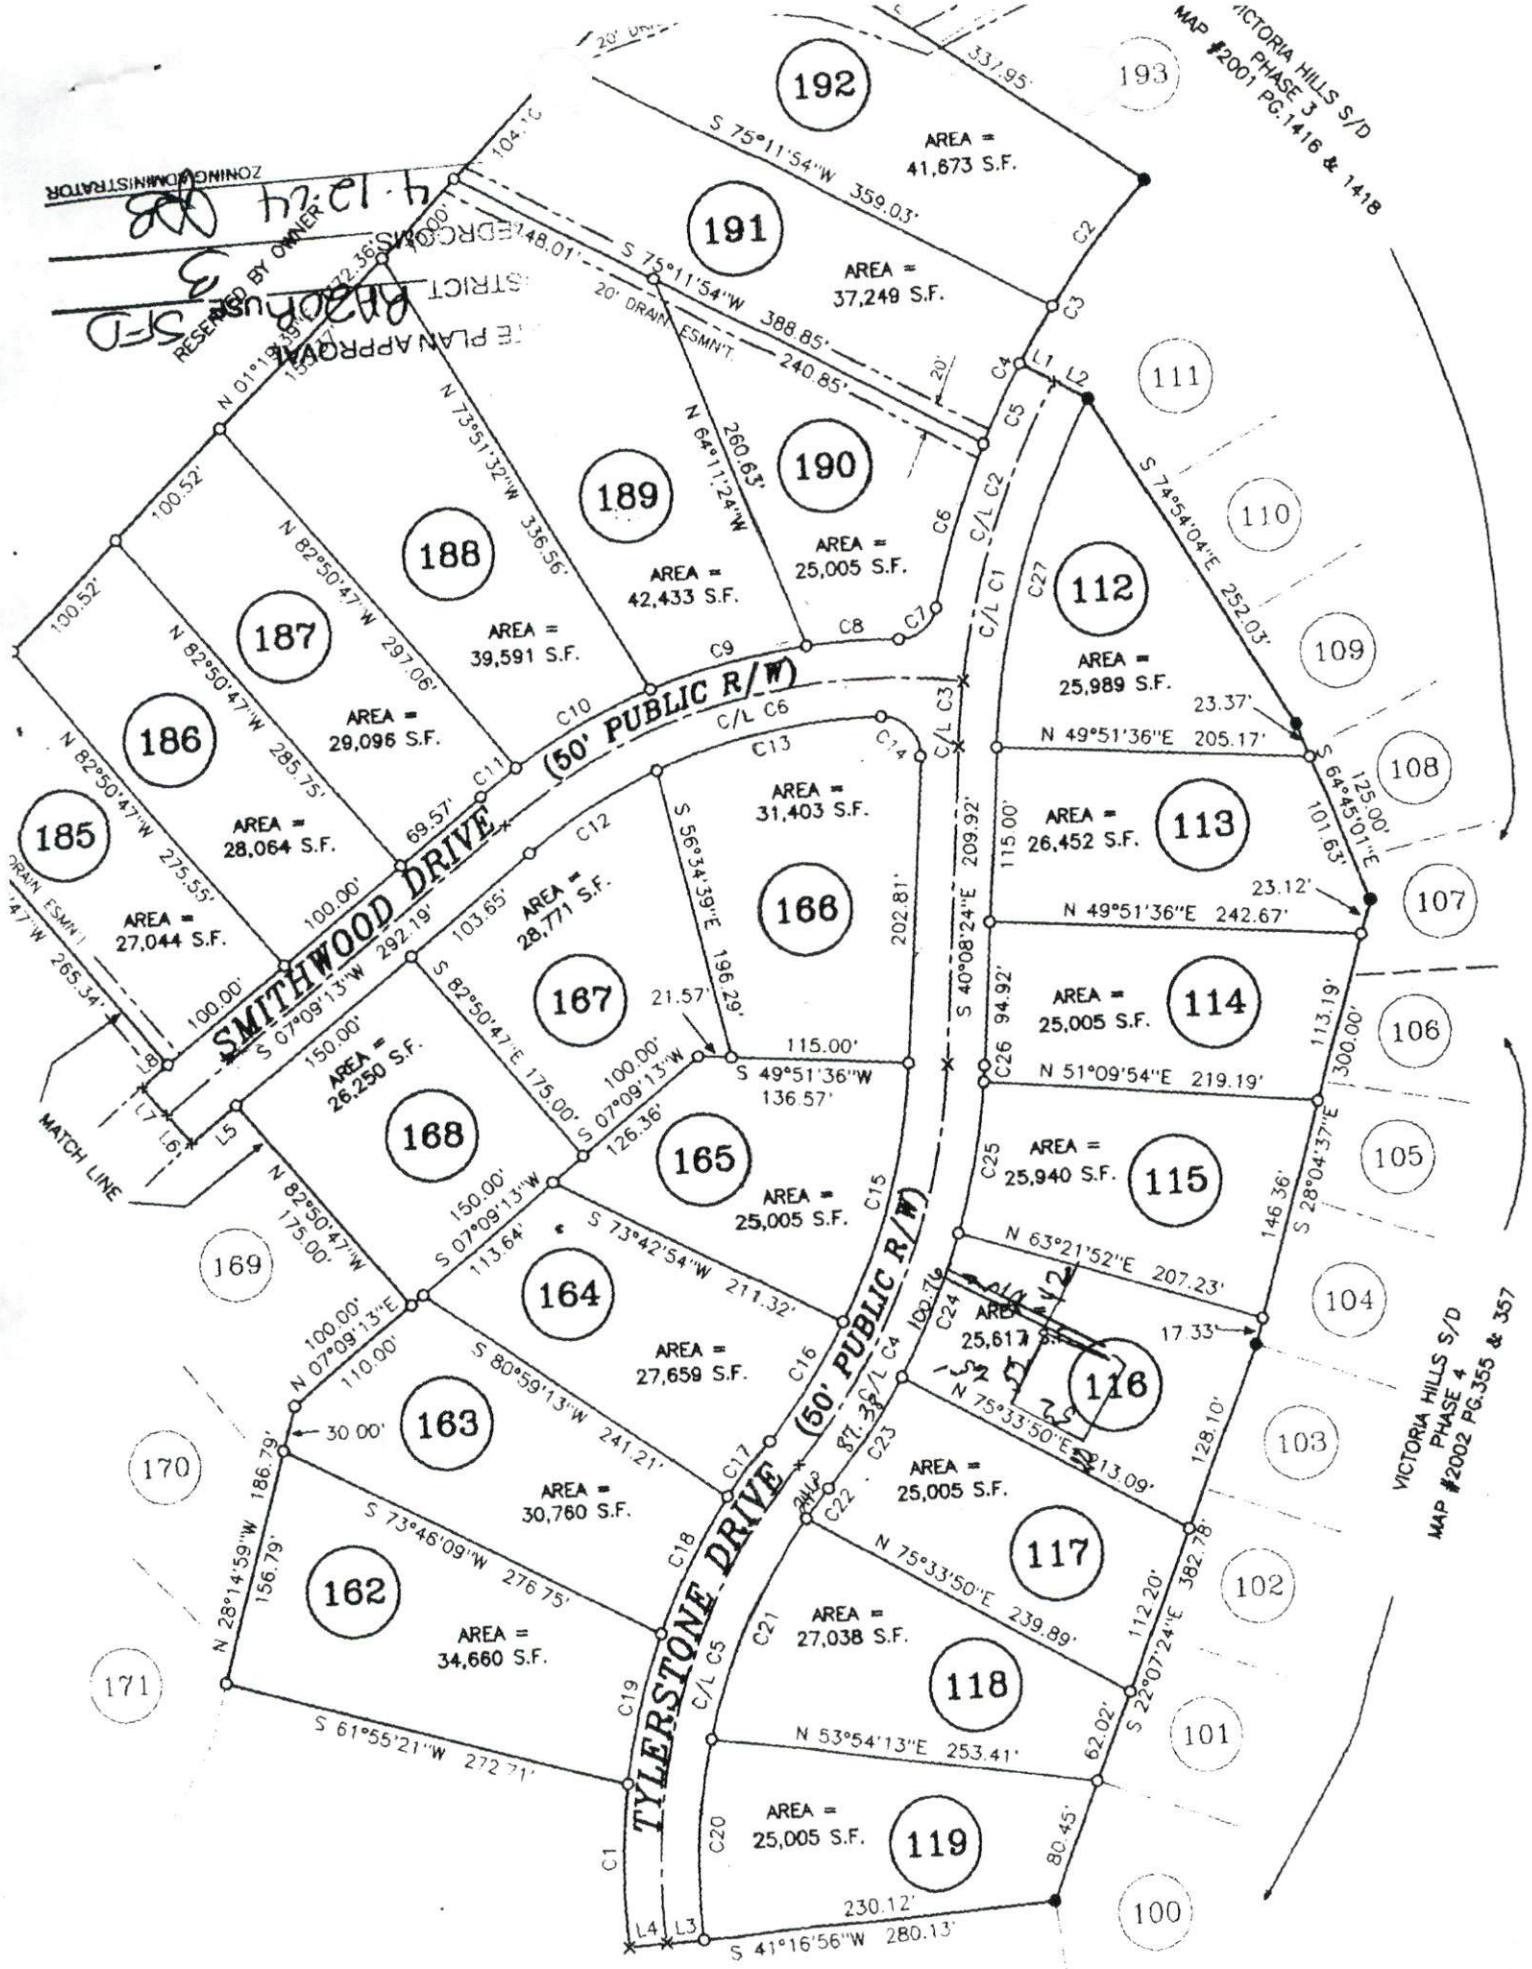 VICTORIA HILLS S/D
PHASE 3
MAP #2001 PG.1416 & 1418
193
337.95'
192
AREA =
41,673 S.F.
S 75°11'54"W 359.03'
C2
C3
C4
L1
L2
111
104.10
191
AREA =
37,249 S.F.
S 75°11'54"W 388.85'
148.01'
20' DRAIN ESMN'T.
240.85'
20'
ZONING ADMINISTRATOR
4-12-24
RESERVED BY OWNER
3
SFD
N 73°51'32"W 336.56'
189
AREA =
42,433 S.F.
260.63'
N 64°11'24"W
190
AREA =
25,005 S.F.
C5
C/L C2
C6
C7
C8
C9
C/L C1
C27
S 74°54'04"E 252.03'
112
AREA =
25,989 S.F.
110
109
23.37'
N 49°51'36"E 205.17'
S 64°45'01"E
125.00'
101.63'
108
100.52'
188
AREA =
39,591 S.F.
N 82°50'47"W 297.06'
100.52'
187
AREA =
29,096 S.F.
N 82°50'47"W 285.75'
186
AREA =
28,064 S.F.
N 82°50'47"W 275.55'
185
AREA =
27,044 S.F.
265.34'
C10
C11
69.57'
100.00'
100.00'
SMITHWOOD DRIVE
(50' PUBLIC R/W)
C/L C6
C/L C3
S 07°09'13"W 292.19'
C13
C14
C12
103.65'
150.00'
L8
L7
L6
L5
MATCH LINE
166
AREA =
31,403 S.F.
S 56°34'39"E 196.29'
202.81'
115.00'
S 49°51'36"W
136.57'
S 40°08'24"E 209.92'
115.00'
113
AREA =
26,452 S.F.
23.12'
107
N 49°51'36"E 242.67'
94.92'
114
AREA =
25,005 S.F.
113.19'
300.00'
106
C26
N 51°09'54"E 219.19'
AREA =
28,771 S.F.
167
21.57'
100.00'
S 07°09'13"W
126.36'
S 82°50'47"E 175.00'
AREA =
26,250 S.F.
168
150.00'
S 07°09'13"W
113.64'
N 82°50'47"W
175.00'
169
165
AREA =
25,005 S.F.
C15
S 73°42'54"W 211.32'
C25
AREA =
25,940 S.F.
115
146.36'
S 28°04'37"E
105
N 63°21'52"E 207.23'
104
17.33'
164
AREA =
27,659 S.F.
C16
C24
100.76
C/L C4
AREA =
25,617 S.F.
42
52
116
N 75°33'50"E 213.09'
128.10'
103
VICTORIA HILLS S/D
PHASE 4
MAP #2002 PG.355 & 357
100.00'
N 07°09'13"E
110.00'
S 80°59'13"W 241.21'
163
30.00'
AREA =
30,760 S.F.
C17
C18
87.38
C23
C22
AREA =
25,005 S.F.
117
102
N 75°33'50"E 239.89'
112.20'
S 22°07'24"E 382.78'
170
N 28°14'59"W 186.79'
156.79'
S 73°46'09"W 276.75'
162
AREA =
34,660 S.F.
171
S 61°55'21"W 272.71'
C19
C1
TYLERSTONE DRIVE
(50' PUBLIC R/W)
C/L C5
C21
AREA =
27,038 S.F.
118
N 53°54'13"E 253.41'
62.02'
101
C20
AREA =
25,005 S.F.
119
80.45'
230.12'
S 41°16'56"W 280.13'
L4
L3
100